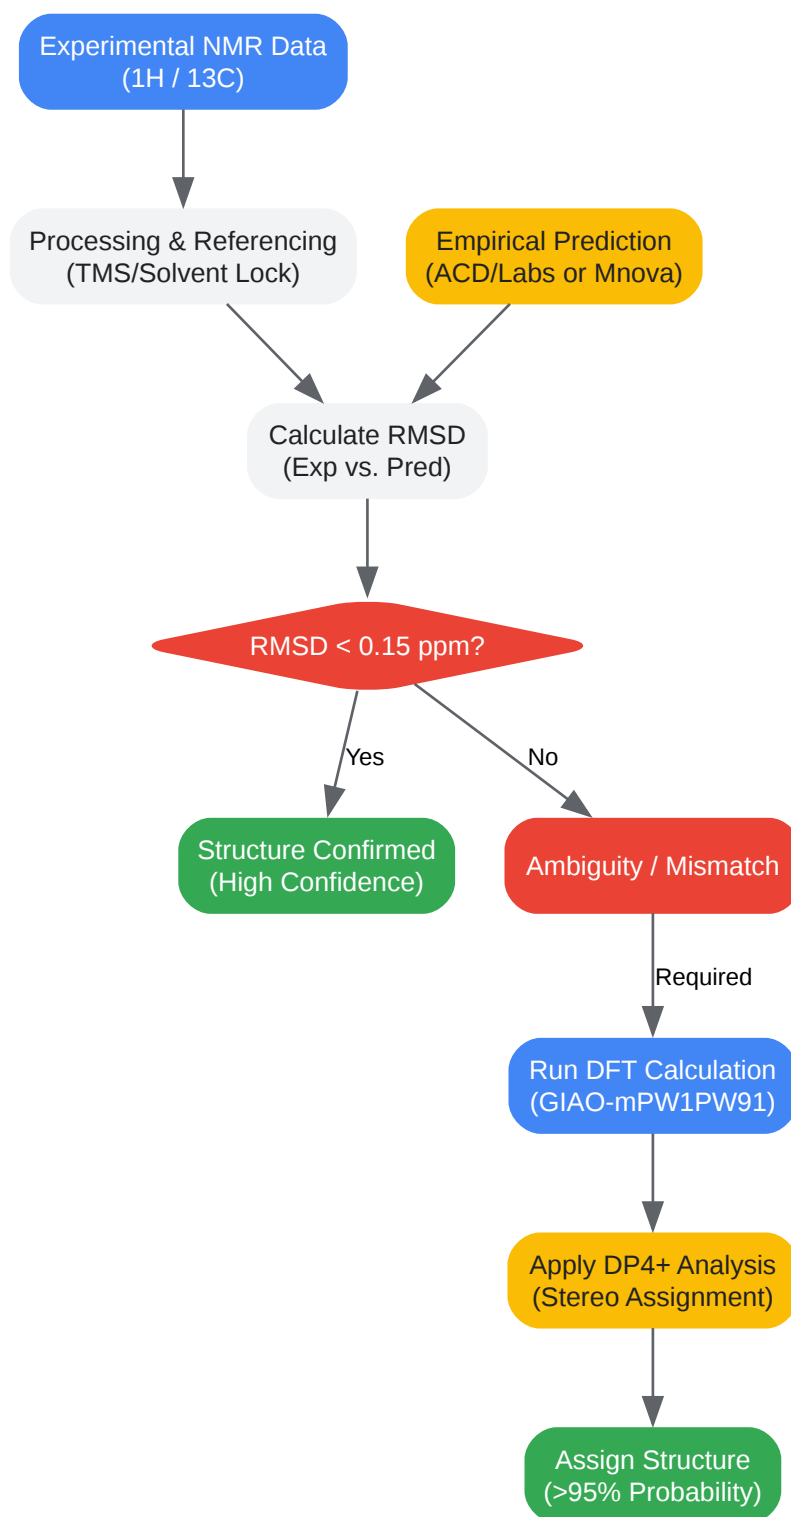 Experimental NMR Data
(1H / 13C)
Processing & Referencing
(TMS/Solvent Lock)
Empirical Prediction
(ACD/Labs or Mnova)
Calculate RMSD
(Exp vs. Pred)
RMSD < 0.15 ppm?
Yes
No
Structure Confirmed
(High Confidence)
Ambiguity / Mismatch
Required
Run DFT Calculation
(GIAO-mPW1PW91)
Apply DP4+ Analysis
(Stereo Assignment)
Assign Structure
(>95% Probability)